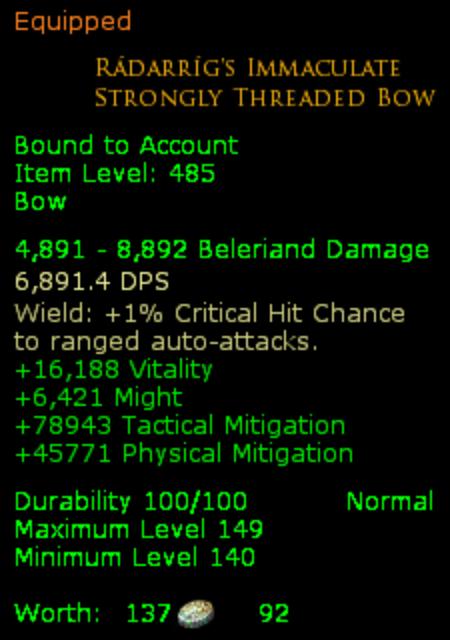 Equipped
Rádarríg's Immaculate
Strongly Threaded Bow
Bound to Account
Item Level: 485
Bow
4,891 - 8,892 Beleriand Damage
6,891.4 DPS
Wield: +1% Critical Hit Chance
to ranged auto-attacks.
+16,188 Vitality
+6,421 Might
+78943 Tactical Mitigation
+45771 Physical Mitigation
Durability 100/100 Normal
Maximum Level 149
Minimum Level 140
Worth: 137 92